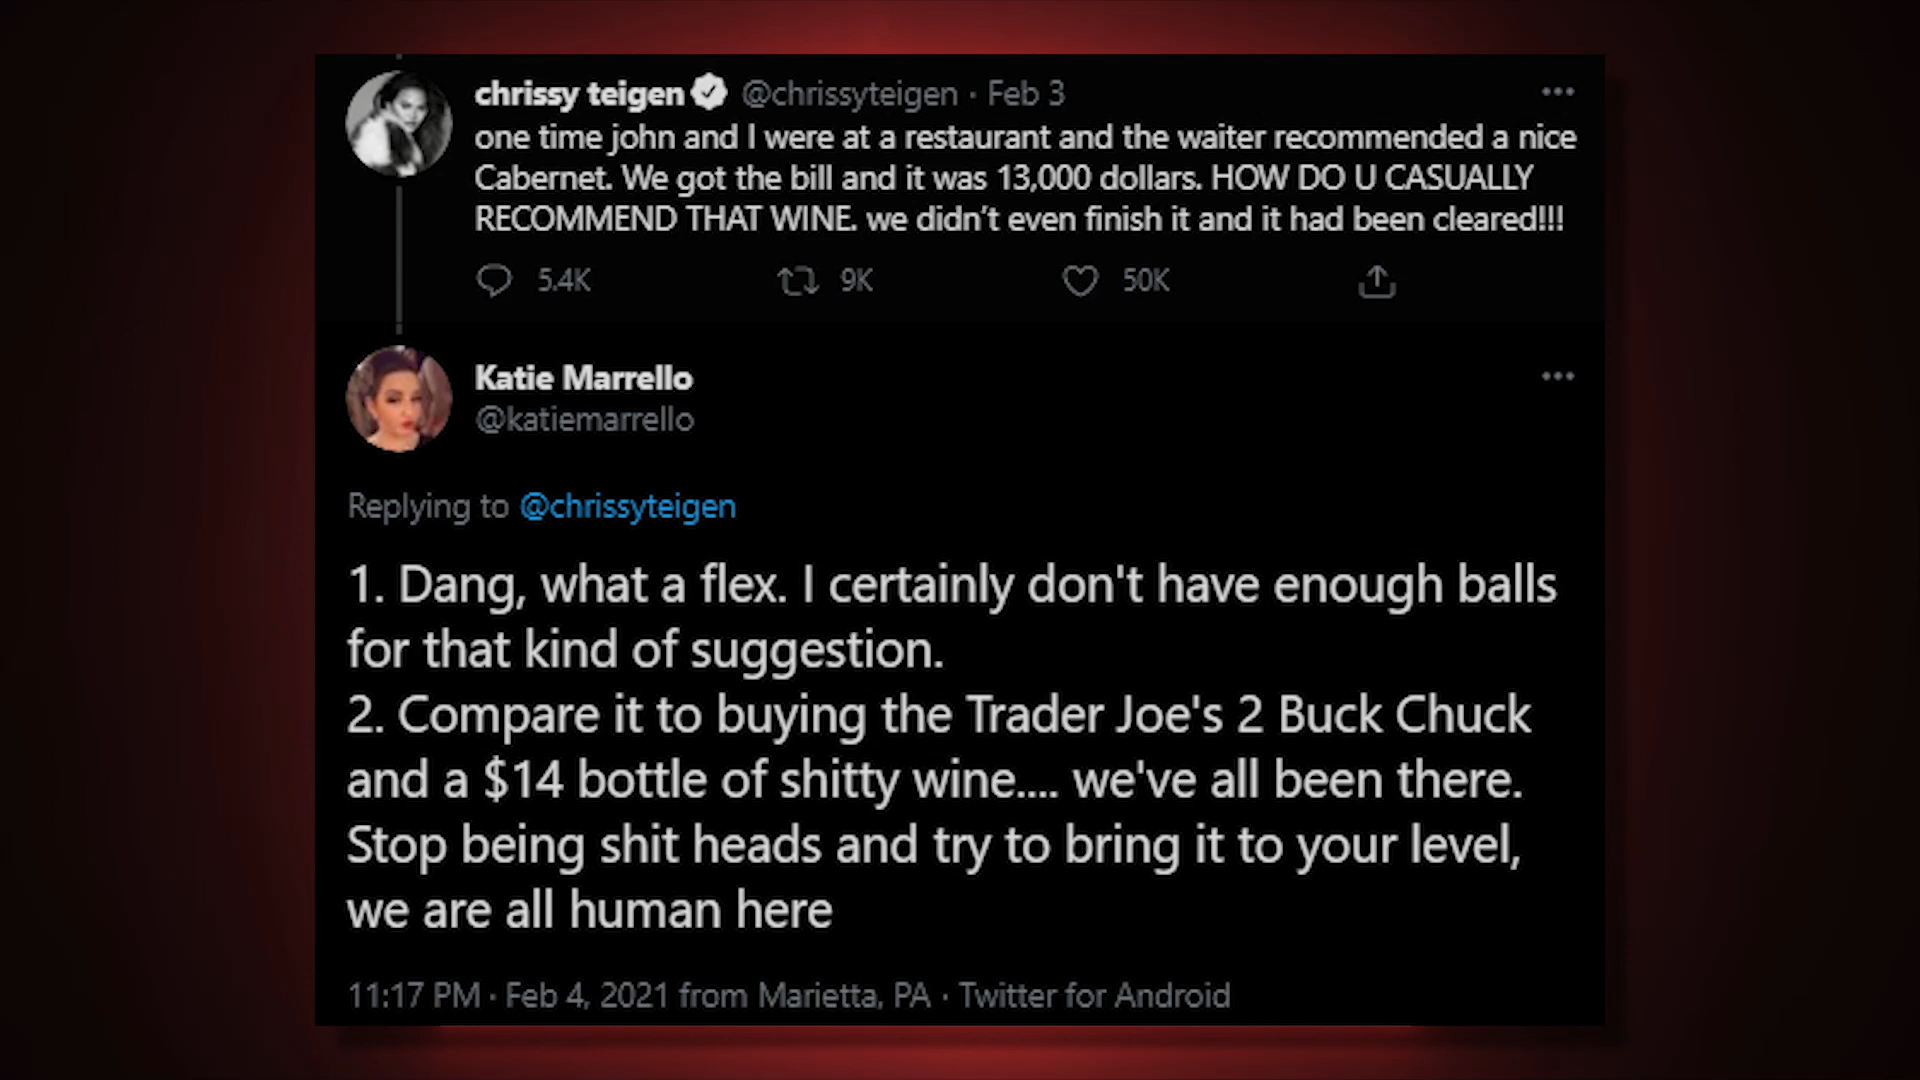 chrissy teigen @chrissyteigen · Feb 3
one time john and I were at a restaurant and the waiter recommended a nice
Cabernet. We got the bill and it was 13,000 dollars. HOW DO U CASUALLY
RECOMMEND THAT WINE. we didn't even finish it and it had been cleared!!!
5.4K 9K 50K
Katie Marrello
@katiemarrello
Replying to @chrissyteigen
1. Dang, what a flex. I certainly don't have enough balls
for that kind of suggestion.
2. Compare it to buying the Trader Joe's 2 Buck Chuck
and a $14 bottle of shitty wine.... we've all been there.
Stop being shit heads and try to bring it to your level,
we are all human here
11:17 PM · Feb 4, 2021 from Marietta, PA · Twitter for Android